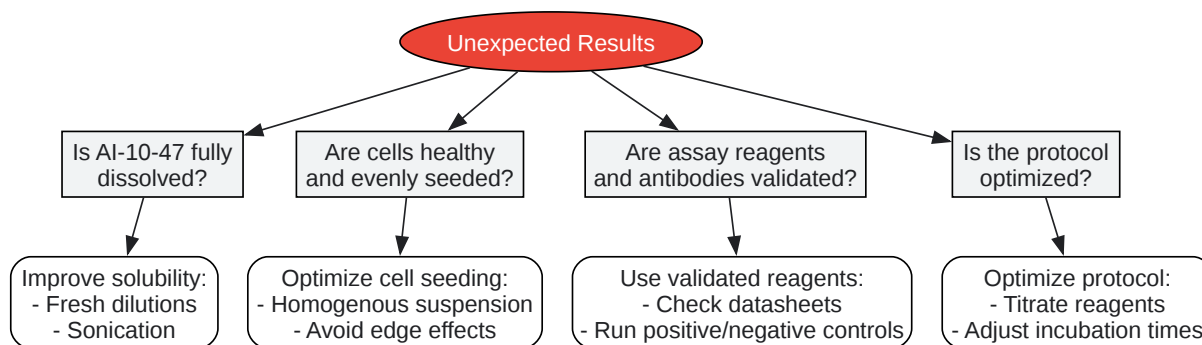 Unexpected Results
Is AI-10-47 fully
dissolved?
Are cells healthy
and evenly seeded?
Are assay reagents
and antibodies validated?
Is the protocol
optimized?
Improve solubility:
- Fresh dilutions
- Sonication
Optimize cell seeding:
- Homogenous suspension
- Avoid edge effects
Use validated reagents:
- Check datasheets
- Run positive/negative controls
Optimize protocol:
- Titrate reagents
- Adjust incubation times